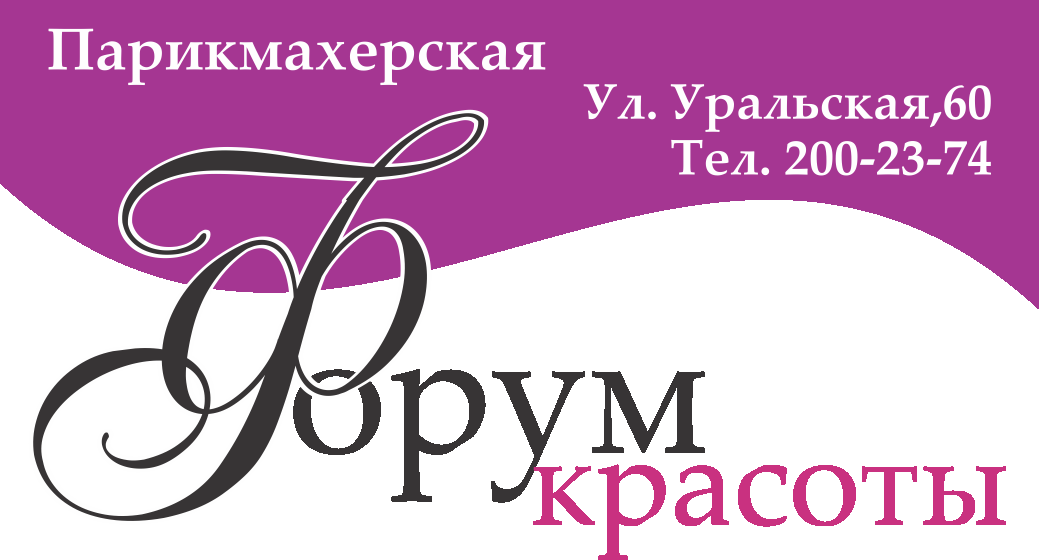 Парикмахерская
Ул. Уральская,60
Тел. 200-23-74
Форум
красоты